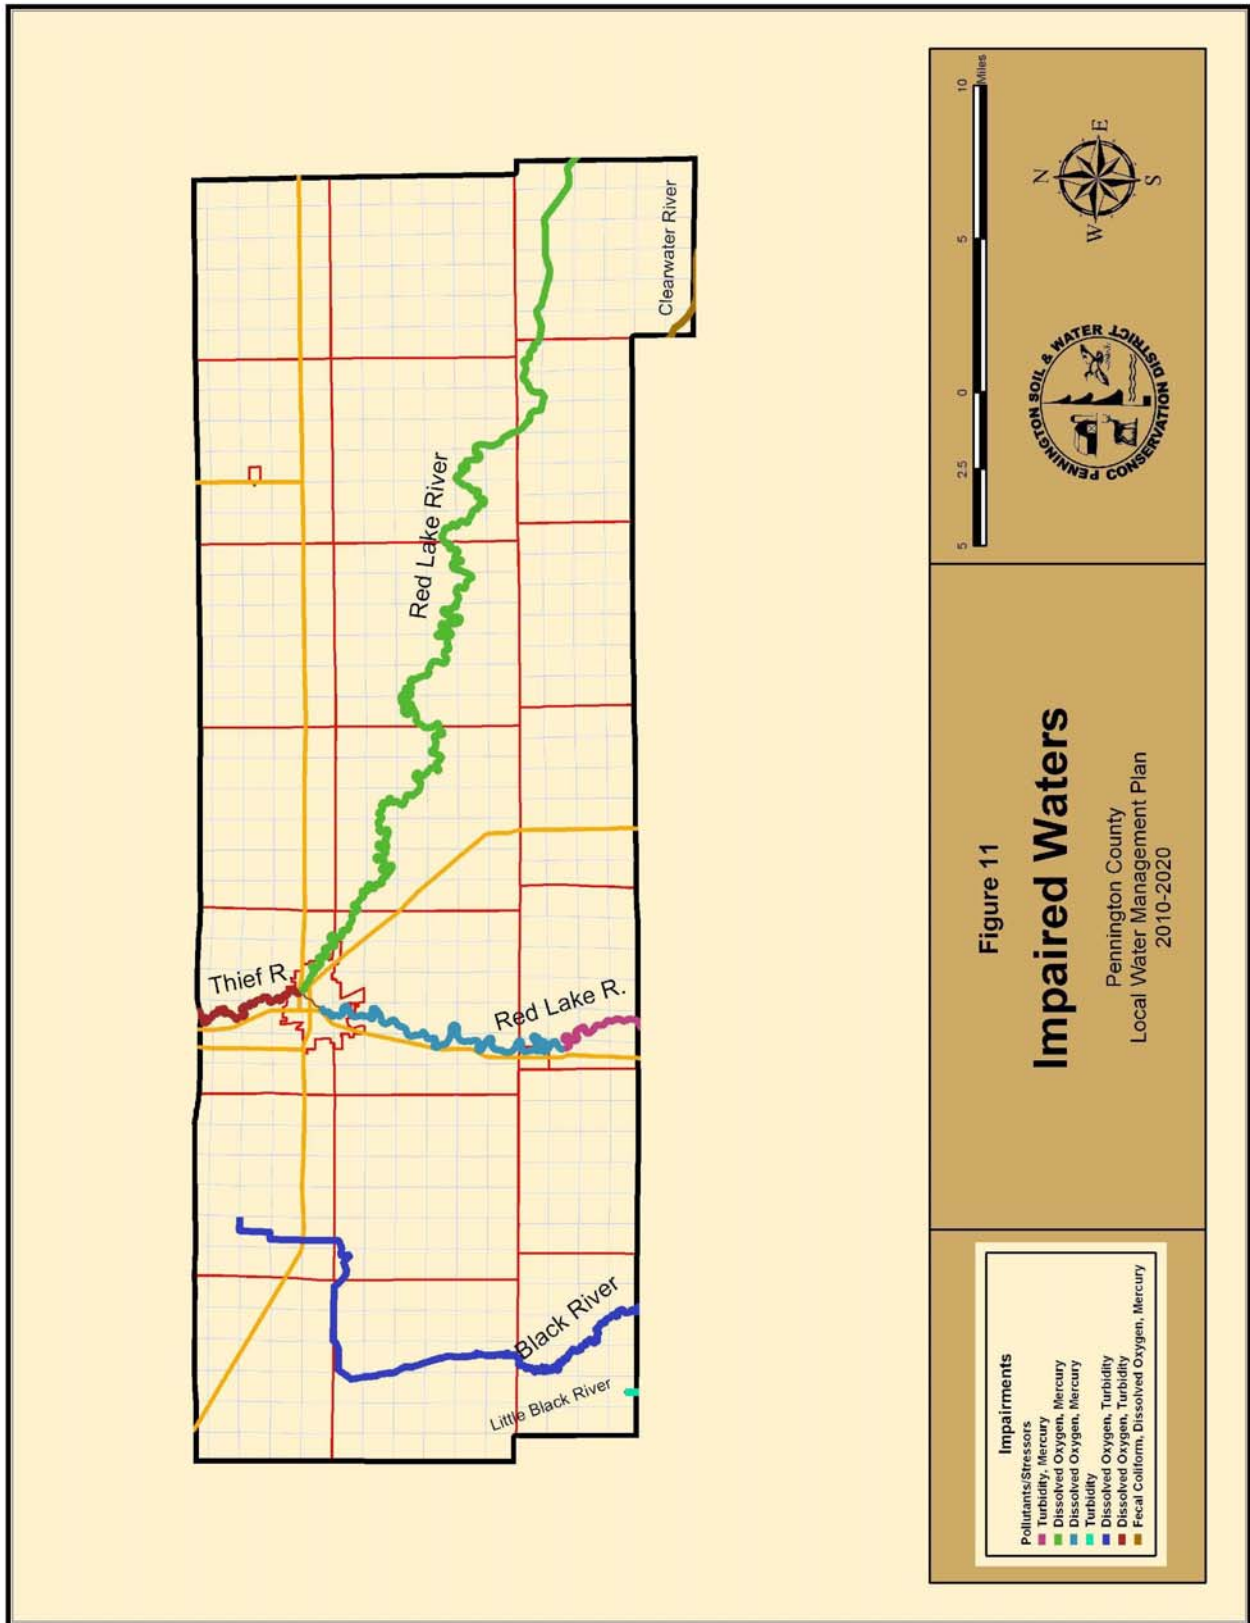 Thief R.
Red Lake River
Red Lake R.
Clearwater River
Black River
Little Black River
Impairments
Pollutants/Stressors
Turbidity, Mercury
Dissolved Oxygen, Mercury
Dissolved Oxygen, Mercury
Turbidity
Dissolved Oxygen, Turbidity
Dissolved Oxygen, Turbidity
Fecal Coliform, Dissolved Oxygen, Mercury
Figure 11
Impaired Waters
Pennington County
Local Water Management Plan
2010-2020
5 2.5 0 5 10
Miles
PENNINGTON SOIL & WATER
CONSERVATION DISTRICT
N
W E
S